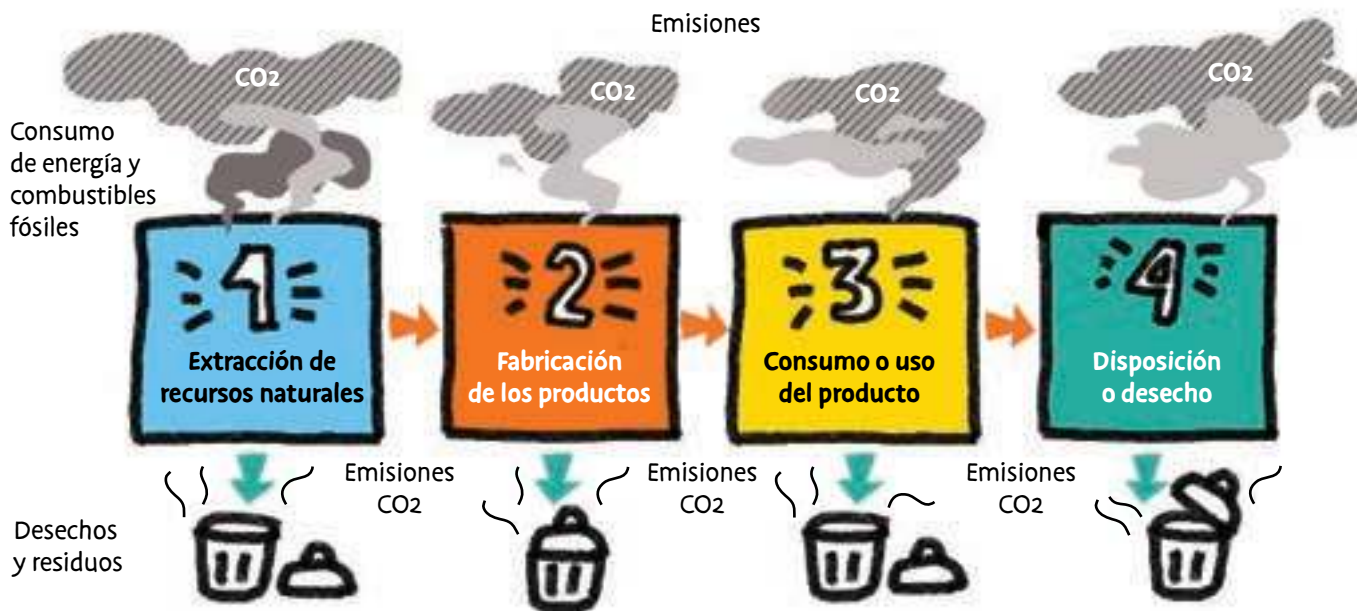 Emisiones
CO2
CO2
CO2
CO2
Consumo
de energía y
combustibles
fósiles
1
Extracción de
recursos naturales
2
Fabricación
de los productos
3
Consumo o uso
del producto
4
Disposición
o desecho
Emisiones
CO2
Emisiones
CO2
Emisiones
CO2
Desechos
y residuos